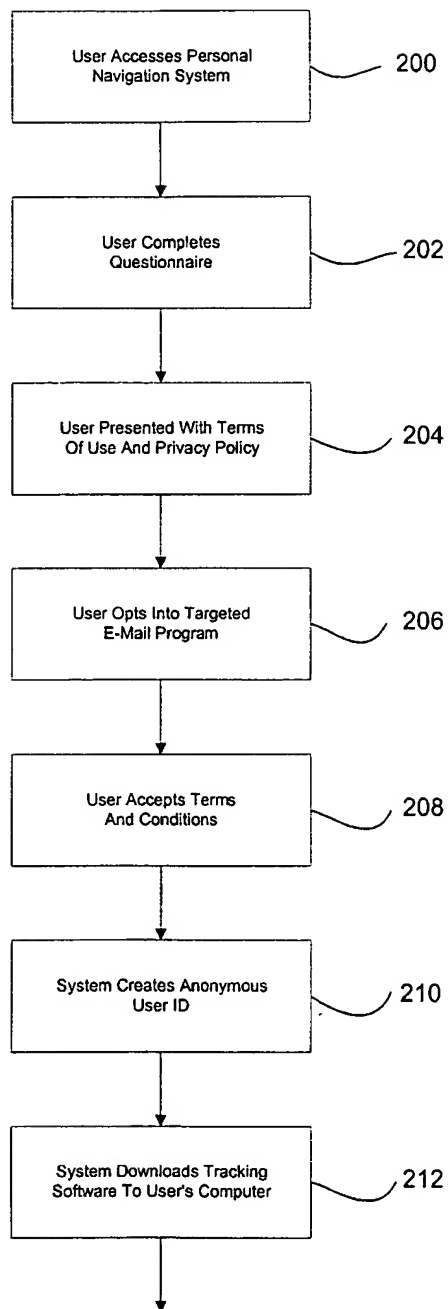 User Accesses Personal
Navigation System
200
User Completes
Questionnaire
202
User Presented With Terms
Of Use And Privacy Policy
204
User Opts Into Targeted
E-Mail Program
206
User Accepts Terms
And Conditions
208
System Creates Anonymous
User ID
210
System Downloads Tracking
Software To User's Computer
212